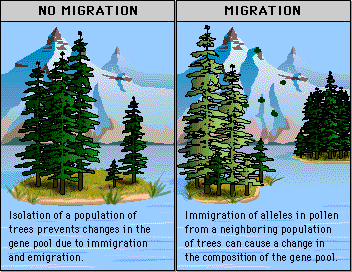 NO MIGRATION
Isolation of a population of
trees prevents changes in the
gene pool due to immigration
and emigration.
MIGRATION
Immigration of alleles in pollen
from a neighboring population
of trees can cause a change in
the composition of the gene pool.